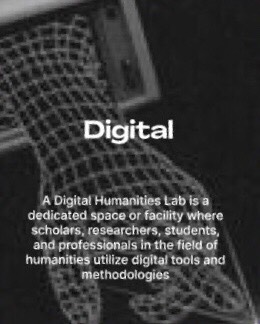 Digital
A Digital Humanities Lab is a
dedicated space or facility where
scholars, researchers, students,
and professionals in the field of
humanities utilize digital tools and
methodologies